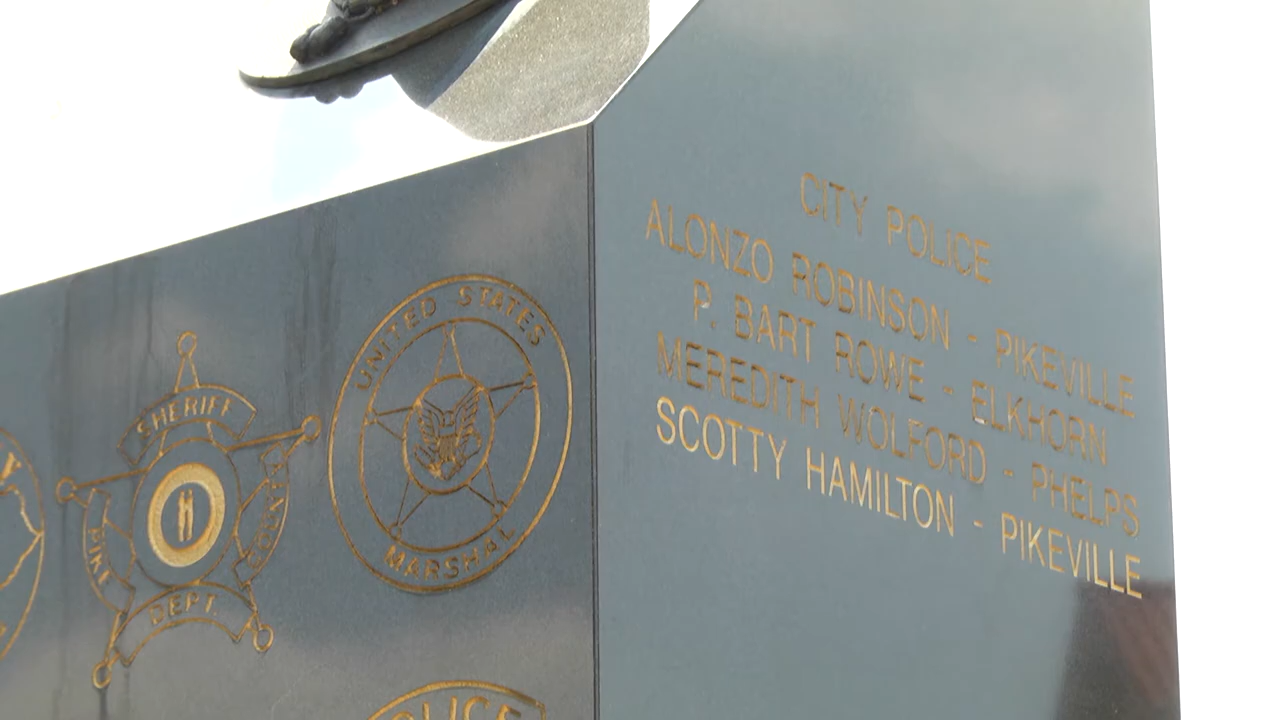 CITY POLICE
ALONZO ROBINSON - PIKEVILLE
P. BART ROWE - ELKHORN
MEREDITH WOLFORD - PHELPS
SCOTTY HAMILTON - PIKEVILLE
UNITED STATES
MARSHAL
SHERIFF
PIKE
COUNTY
DEPT.
POLICE